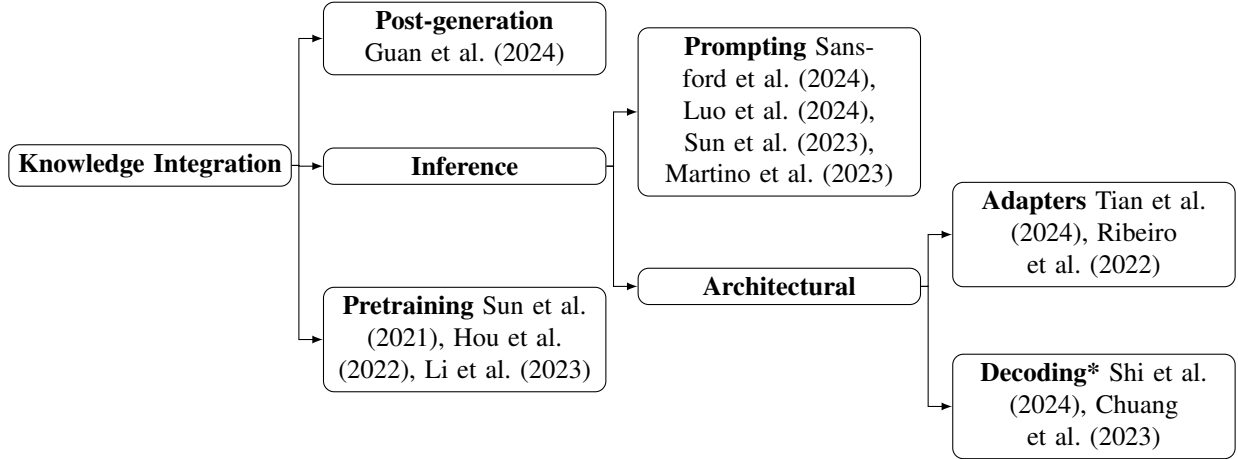 Post-generation
Guan et al. (2024)
Prompting Sans-
ford et al. (2024),
Luo et al. (2024),
Sun et al. (2023),
Martino et al. (2023)
Knowledge Integration
Inference
Adapters Tian et al.
(2024), Ribeiro
et al. (2022)
Architectural
Pretraining Sun et al.
(2021), Hou et al.
(2022), Li et al. (2023)
Decoding* Shi et al.
(2024), Chuang
et al. (2023)